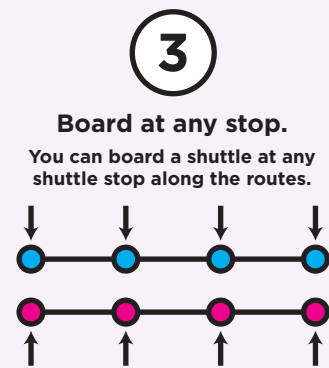 3
Board at any stop.
You can board a shuttle at any
shuttle stop along the routes.